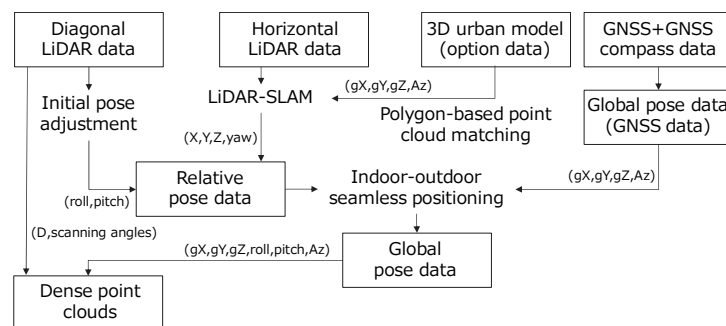 Diagonal
LiDAR data
Horizontal
LiDAR data
3D urban model
(option data)
GNSS+GNSS
compass data
(gX,gY,gZ,Az)
Initial pose
adjustment
LiDAR-SLAM
Polygon-based point
cloud matching
Global pose data
(GNSS data)
(X,Y,Z,yaw)
Relative
pose data
Indoor-outdoor
seamless positioning
(gX,gY,gZ,Az)
(roll,pitch)
(D,scanning angles)
(gX,gY,gZ,roll,pitch,Az)
Global
pose data
Dense point
clouds